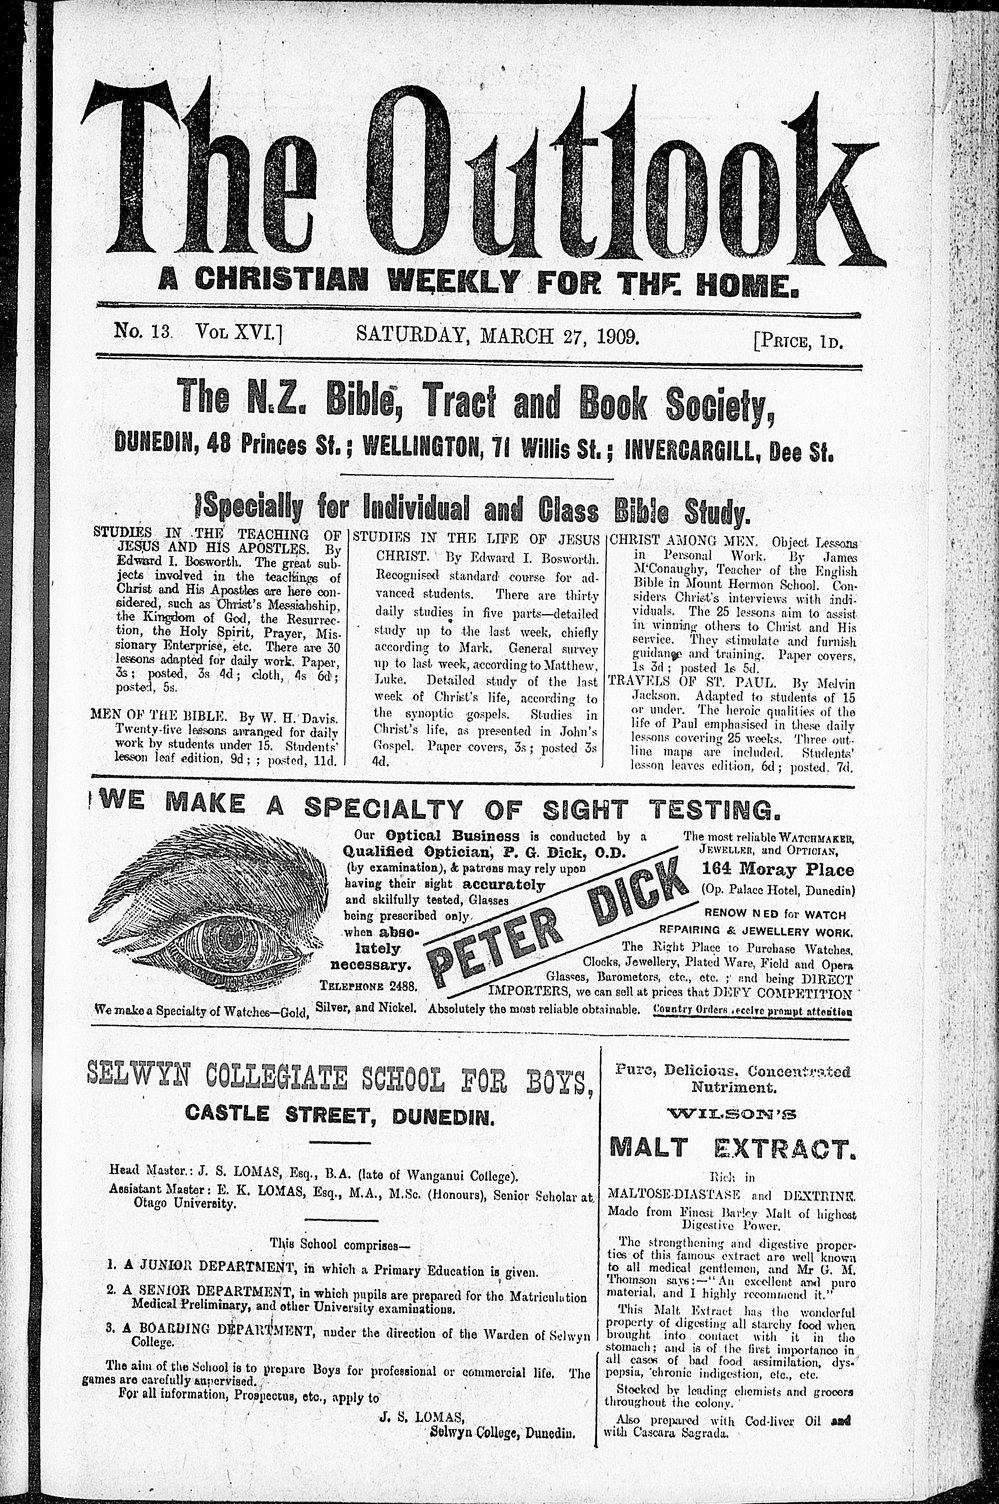 The Outlook
A CHRISTIAN WEEKLY FOR THE HOME.
No. 13. Vol XVI.] SATURDAY, MARCH 27, 1909. [Price, 1d.
The N.Z. Bible, Tract and Book Society,
DUNEDIN, 48 Princes St.; WELLINGTON, 71 Willis St.; INVERCARGILL, Dee St.
Specially for Individual and Class Bible Study.
STUDIES IN THE TEACHING OF
JESUS AND HIS APOSTLES. By
Edward I. Bosworth. The great sub-
jects involved in the teachings of
Christ and His Apostles are here con-
sidered, such as Christ's Messiahship,
the Kingdom of God, the Resurrec-
tion, the Holy Spirit, Prayer, Mis-
sionary Enterprise, etc. There are 30
lessons adapted for daily work. Paper,
3s; posted, 3s 4d; cloth, 4s 6d;
posted, 5s.
MEN OF THE BIBLE. By W. H. Davis.
Twenty-five lessons arranged for daily
work by students under 15. Students'
lesson leaf edition, 9d; ; posted, 11d.
STUDIES IN THE LIFE OF JESUS
CHRIST. By Edward I. Bosworth.
Recognised standard course for ad-
vanced students. There are thirty
daily studies in five parts—detailed
study up to the last week, chiefly
according to Mark. General survey
up to last week, according to Matthew,
Luke. Detailed study of the last
week of Christ's life, according to
the synoptic gospels. Studies in
Christ's life, as presented in John's
Gospel. Paper covers, 3s; posted 3s
4d.
CHRIST AMONG MEN. Object Lessons
in Personal Work. By James
M'Conaughy, Teacher of the English
Bible in Mount Hermon School. Con-
siders Christ's interviews with indi-
viduals. The 25 lessons aim to assist
in winning others to Christ and His
service. They stimulate and furnish
guidance and training. Paper covers,
1s 3d; posted 1s 5d.
TRAVELS OF ST. PAUL. By Melvin
Jackson. Adapted to students of 15
or under. The heroic qualities of the
life of Paul emphasised in these daily
lessons covering 25 weeks. Three out-
line maps are included. Students'
lesson leaves edition, 6d; posted, 7d.
WE MAKE A SPECIALTY OF SIGHT TESTING.
Our Optical Business is conducted by a
Qualified Optician, P. G. Dick, O.D.
(by examination), & patrons may rely upon
having their sight accurately
and skilfully tested, Glasses
being prescribed only
when abso-
lutely
necessary.
Telephone 2488.
PETER DICK
The most reliable Watchmaker,
Jeweller, and Optician,
164 Moray Place
(Op. Palace Hotel, Dunedin)
RENOW NED for WATCH
REPAIRING & JEWELLERY WORK.
The Right Place to Purchase Watches,
Clocks, Jewellery, Plated Ware, Field and Opera
Glasses, Barometers, etc., etc. ; and being DIRECT
IMPORTERS, we can sell at prices that DEFY COMPETITION
We make a Specialty of Watches—Gold, Silver, and Nickel. Absolutely the most reliable obtainable. Country Orders receive prompt attention
SELWYN COLLEGIATE SCHOOL FOR BOYS,
CASTLE STREET, DUNEDIN.
Head Master.: J. S. LOMAS, Esq., B.A. (late of Wanganui College).
Assistant Master: E. K. LOMAS, Esq., M.A., M.Sc. (Honours), Senior Scholar at
Otago University.
This School comprises—
1. A JUNIOR DEPARTMENT, in which a Primary Education is given.
2. A SENIOR DEPARTMENT, in which pupils are prepared for the Matriculation
Medical Preliminary, and other University examinations.
3. A BOARDING DEPARTMENT, under the direction of the Warden of Selwyn
College.
The aim of the School is to prepare Boys for professional or commercial life. The
games are carefully supervised.
For all information, Prospectus, etc., apply to
J. S. LOMAS,
Selwyn College, Dunedin.
Pure, Delicious, Concentrated
Nutriment.
WILSON'S
MALT EXTRACT.
Rich in
MALTOSE-DIASTASE and DEXTRINE.
Made from Finest Barley Malt of highest
Digestive Power.
The strengthening and digestive proper-
ties of this famous extract are well known
to all medical gentlemen, and Mr G. M.
Thomson says:—"An excellent and pure
material, and I highly recommend it."
This Malt Extract has the wonderful
property of digesting all starchy food when
brought into contact with it in the
stomach; and is of the first importance in
all cases of bad food assimilation, dys-
pepsia, chronic indigestion, etc., etc.
Stocked by leading chemists and grocers
throughout the colony.
Also prepared with Cod-liver Oil and
with Cascara Sagrada.